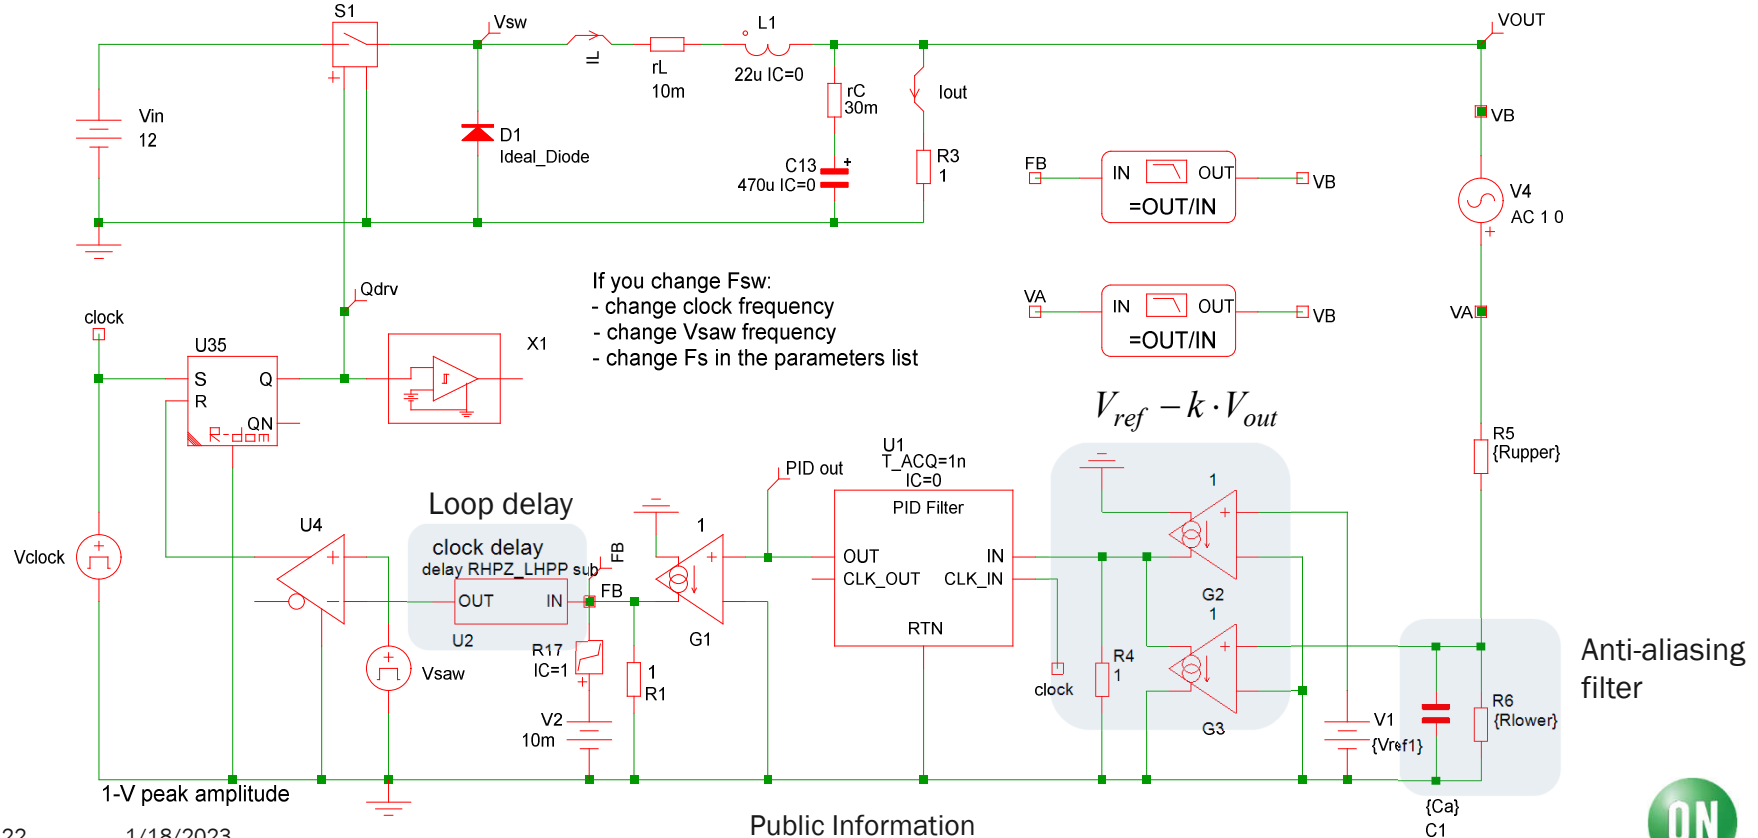 S1
Vsw
L1
VOUT
IL
rL
10m
22u IC=0
rC
30m
Iout
VB
Vin
12
D1
Ideal_Diode
C13
+
470u IC=0
R3
1
FB
IN
OUT
VB
=OUT/IN
V4
AC 1 0
+
If you change Fsw:
- change clock frequency
- change Vsaw frequency
- change Fs in the parameters list
Qdrv
clock
VA
IN
OUT
VB
=OUT/IN
VA
U35
X1
S
Q
R
QN
R-dom
Vref − k · Vout
R5
{Rupper}
U1
T_ACQ=1n
IC=0
PID out
PID Filter
OUT
IN
CLK_OUT
CLK_IN
RTN
1
+
G2
1
+
G3
Loop delay
clock delay
delay RHPZ_LHPP sub
OUT
IN
U2
FB
FB
1
+
G1
U4
+
Vclock
+
Vsaw
+
R17
IC=1
+
1
R1
V2
10m
R4
1
clock
V1
{Vref1}
R6
{Rlower}
Anti-aliasing
filter
1-V peak amplitude
{Ca}
C1
22
1/18/2023
Public Information
ON